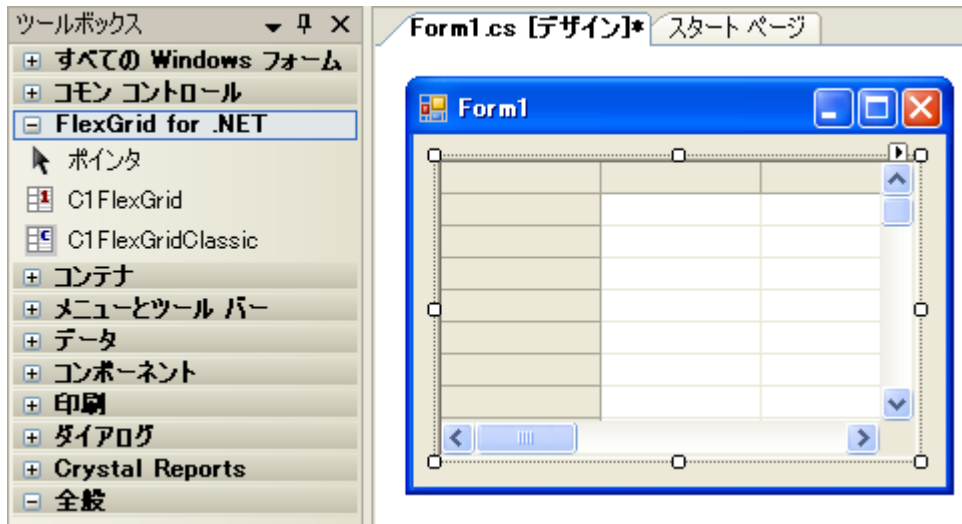 ツールボックス
すべての Windows フォーム
コモン コントロール
FlexGrid for .NET
ポインタ
C1FlexGrid
C1FlexGridClassic
コンテナ
メニューとツール バー
データ
コンポーネント
印刷
ダイアログ
Crystal Reports
全般
Form1.cs [デザイン]* スタート ページ
Form1